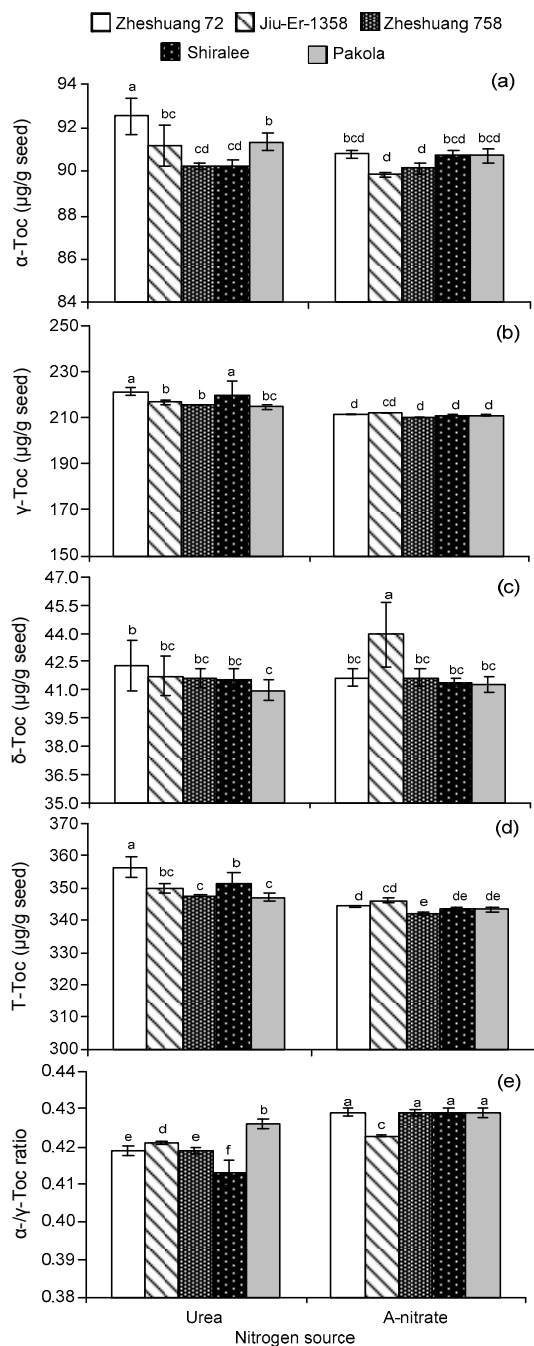 Zheshuang 72 Jiu-Er-1358 Zheshuang 758
Shiralee Pakola
(a)
α-Toc (μg/g seed)
94
92
90
88
86
84
a bc cd cd b bcd d d bcd bcd
(b)
γ-Toc (μg/g seed)
250
230
210
190
170
150
a b b a bc d cd d d d
(c)
δ-Toc (μg/g seed)
47.0
45.5
44.0
42.5
41.0
39.5
38.0
36.5
35.0
b bc bc bc c bc a bc bc bc
(d)
T-Toc (μg/g seed)
370
360
350
340
330
320
310
300
a bc c b c d cd e de de
(e)
α-/γ-Toc ratio
0.44
0.43
0.42
0.41
0.40
0.39
0.38
e d e f b a c a a a
Urea A-nitrate
Nitrogen source